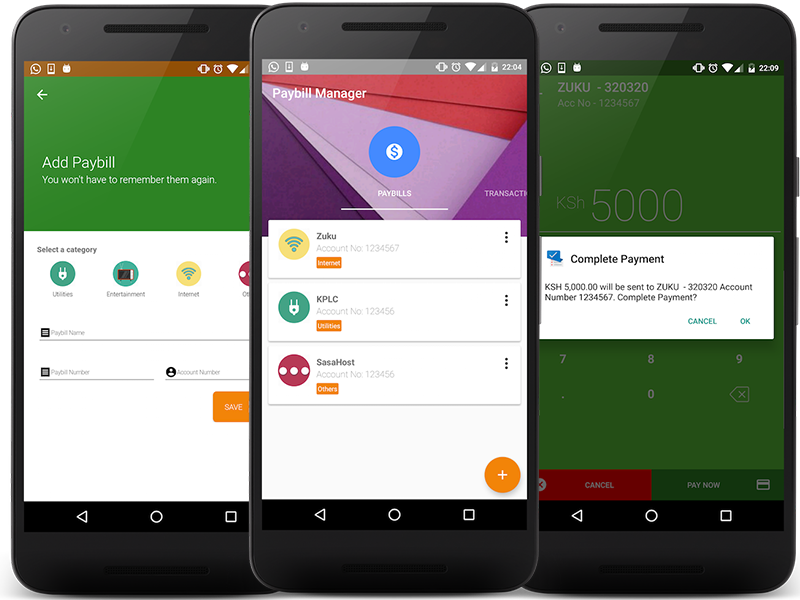 Add Paybill
You won't have to remember them again.
Select a category
Utilities
Entertainment
Internet
Ot
Paybill Name
Paybill Number
Account Number
SAVE
22:04
Paybill Manager
PAYBILLS
TRANSACTI
Zuku
Account No: 1234567
Internet
KPLC
Account No: 123456
Utilities
SasaHost
Account No: 123456
Others
22:09
ZUKU - 320320
Acc No - 1234567
KSh 5000
Complete Payment
KSH 5,000.00 will be sent to ZUKU - 320320 Account
Number 1234567. Complete Payment?
CANCEL
OK
7
8
9
.
0
CANCEL
PAY NOW